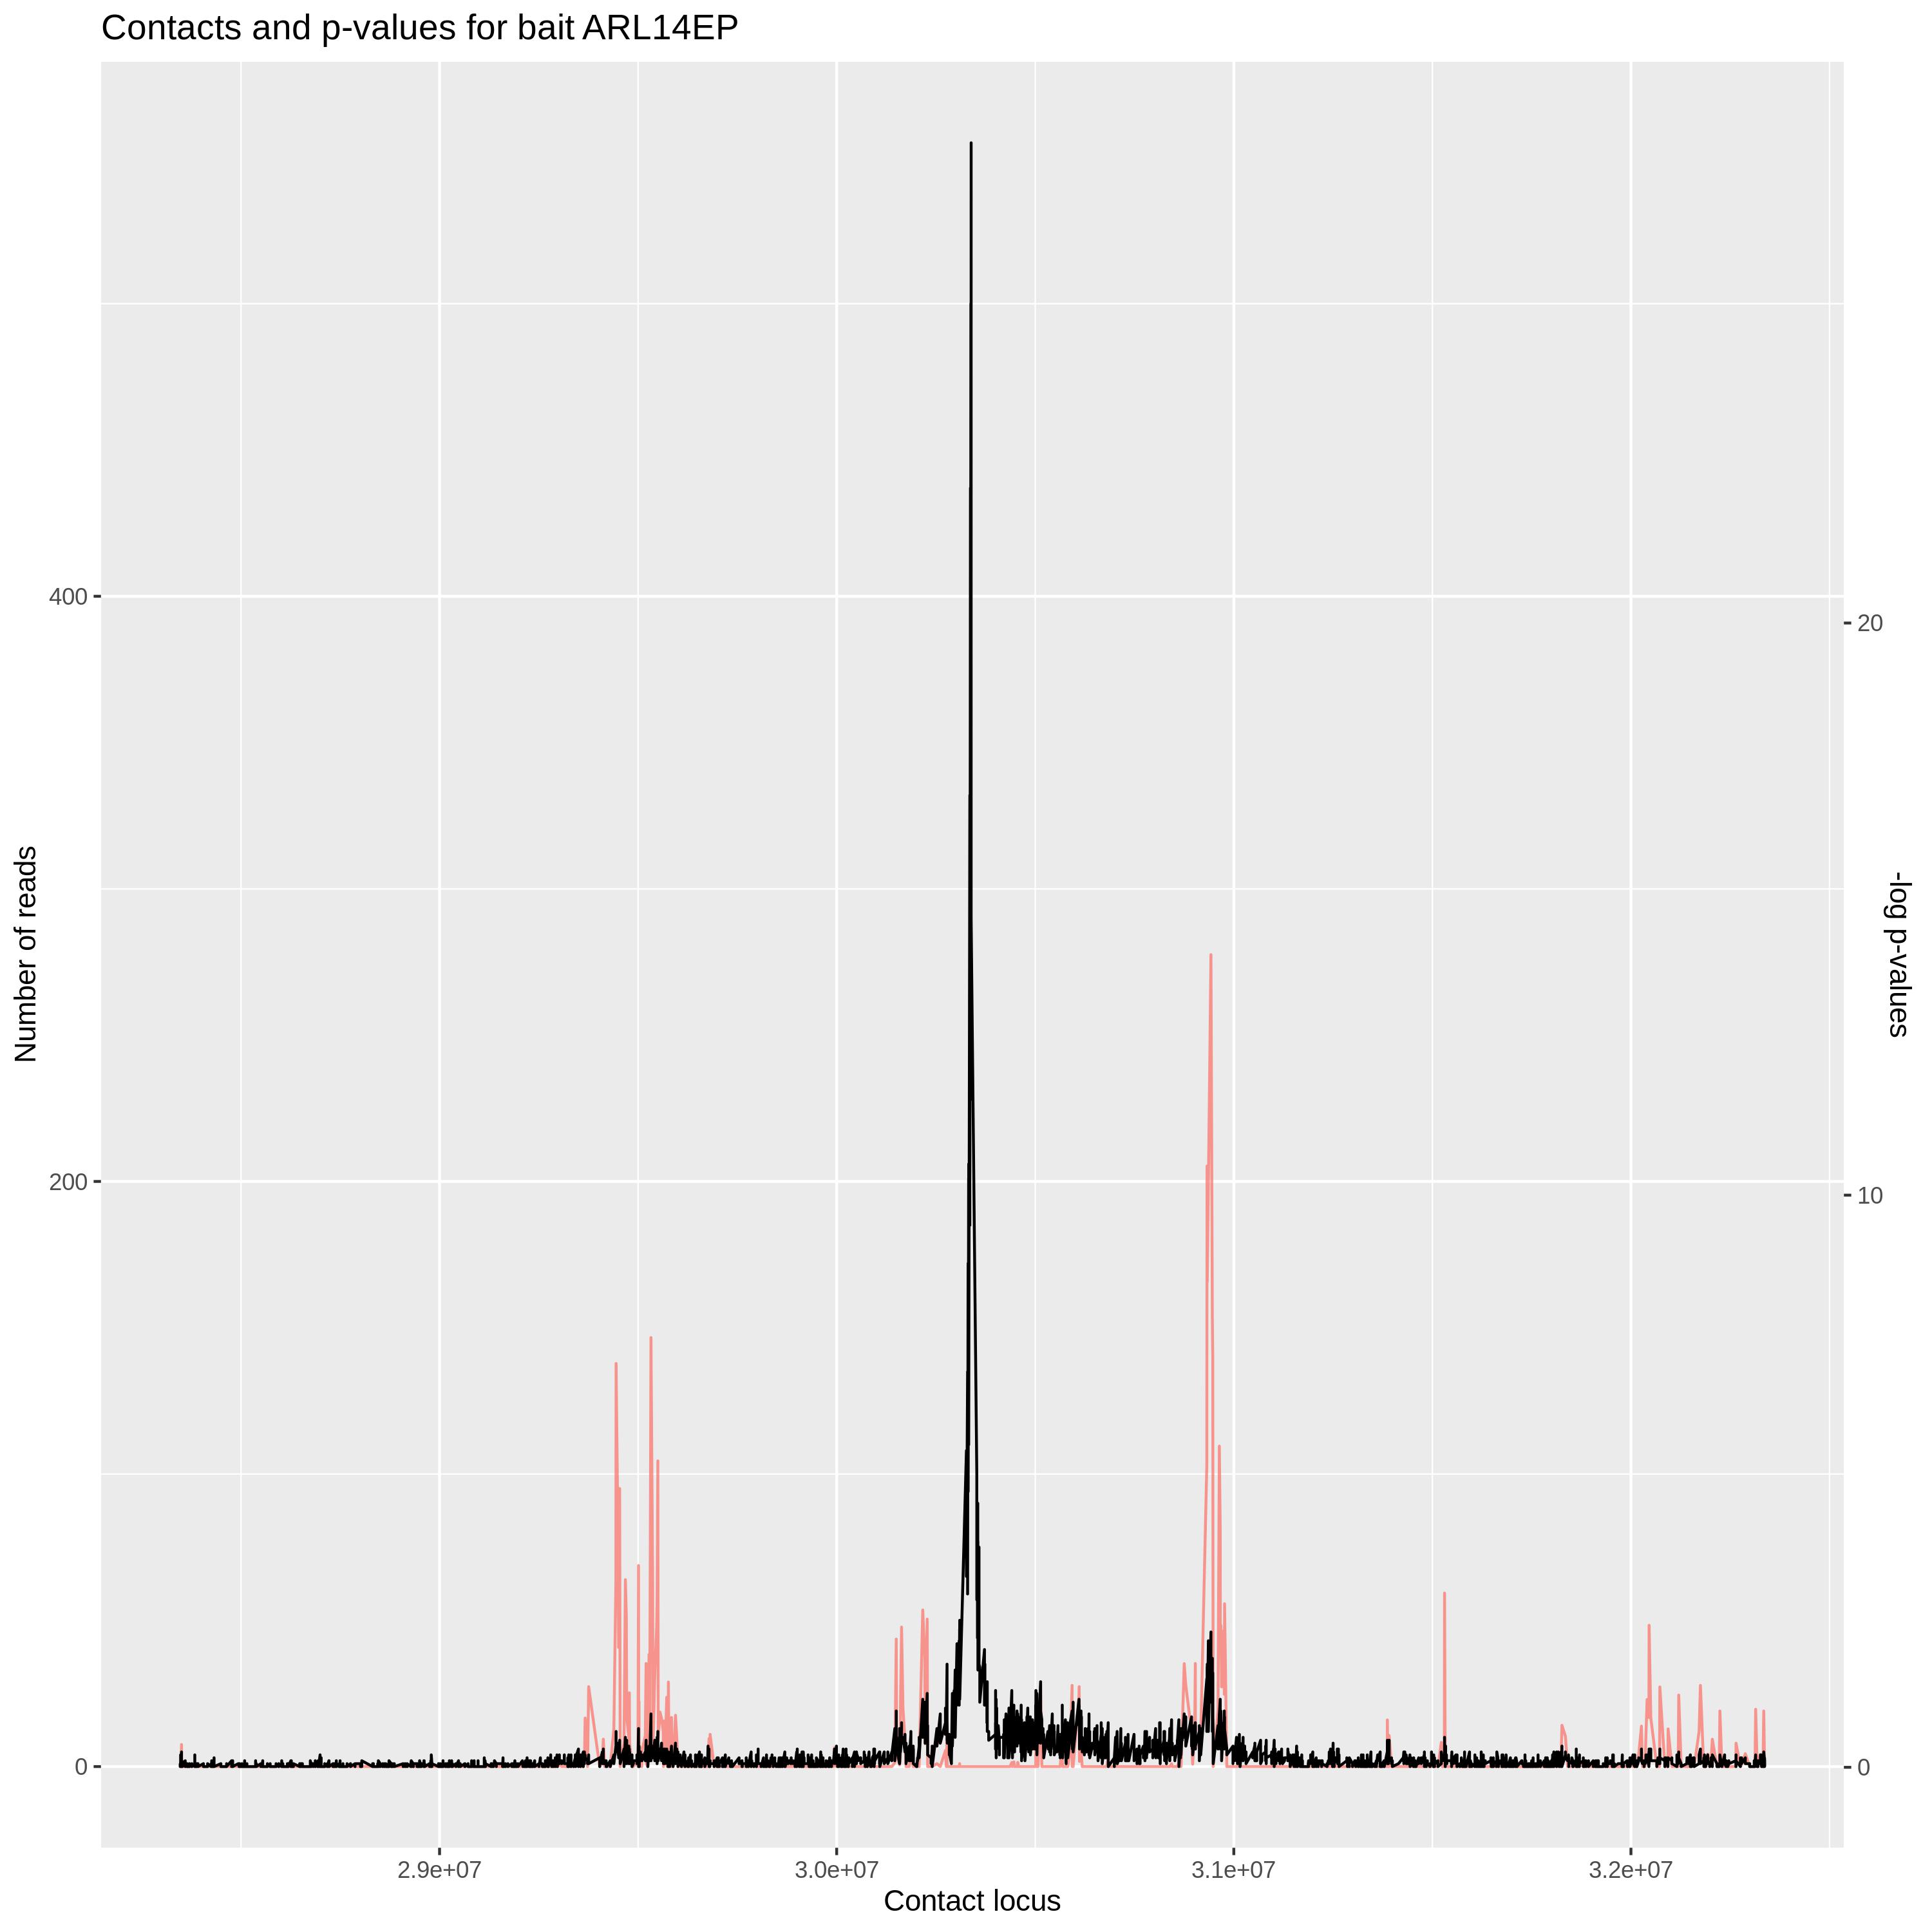 Contacts and p-values for bait ARL14EP
Number of reads
400
200
0
20
10
0
-log p-values
2.9e+07
3.0e+07
3.1e+07
3.2e+07
Contact locus